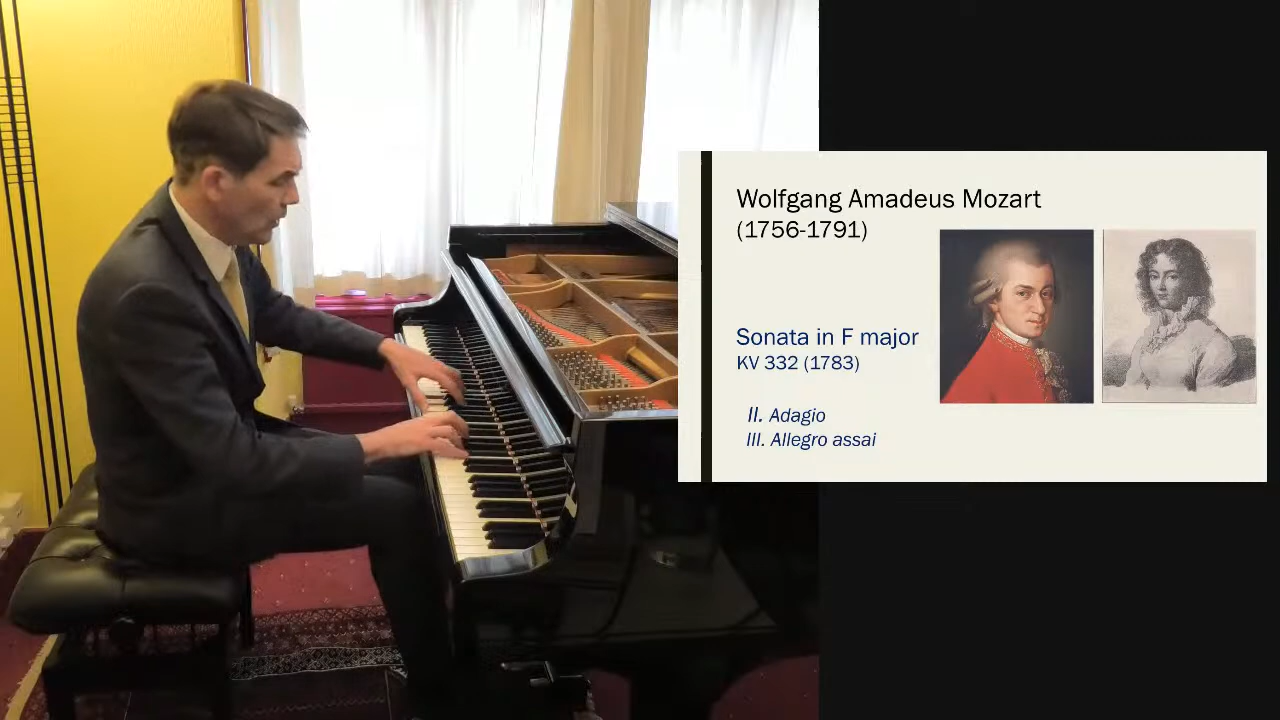 Wolfgang Amadeus Mozart
(1756-1791)
Sonata in F major
KV 332 (1783)
II. Adagio
III. Allegro assai